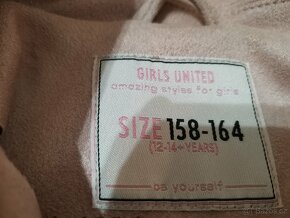 GIRLS UNITED
amazing styles for girls
SIZE 158-164
(12-14+YEARS)
be yourself